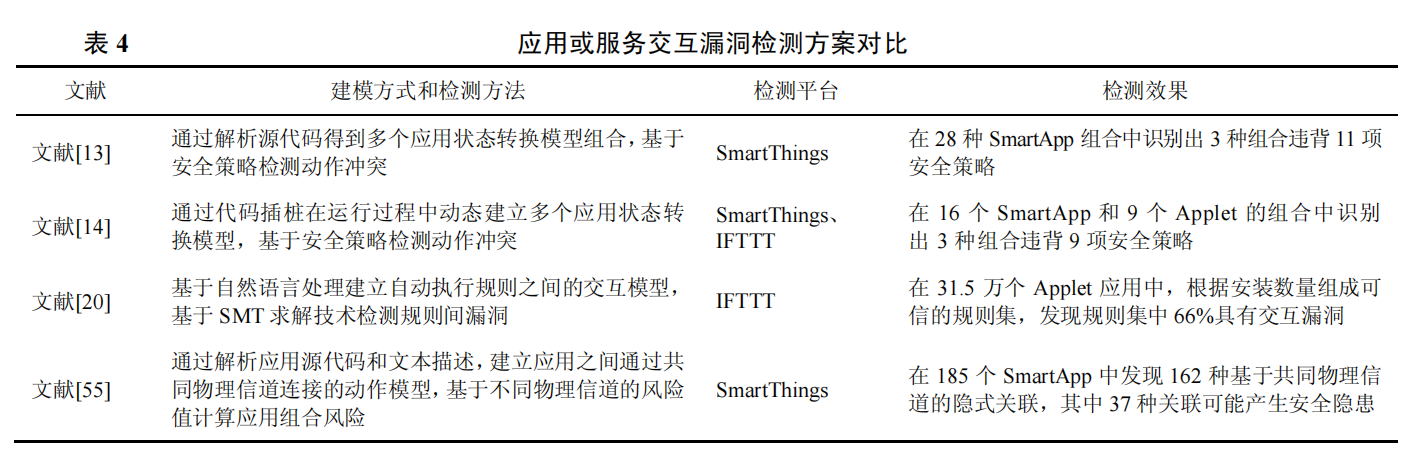 表 4 应用或服务交互漏洞检测方案对比
文献 建模方式和检测方法 检测平台 检测效果
文献[13]
通过解析源代码得到多个应用状态转换模型组合，基于
安全策略检测动作冲突
SmartThings
在 28 种 SmartApp 组合中识别出 3 种组合违背 11 项
安全策略
文献[14]
通过代码插桩在运行过程中动态建立多个应用状态转
换模型，基于安全策略检测动作冲突
SmartThings、
IFTTT
在 16 个 SmartApp 和 9 个 Applet 的组合中识别
出 3 种组合违背 9 项安全策略
文献[20]
基于自然语言处理建立自动执行规则之间的交互模型，
基于 SMT 求解技术检测规则间漏洞
IFTTT
在 31.5 万个 Applet 应用中，根据安装数量组成可
信的规则集，发现规则集中 66%具有交互漏洞
文献[55]
通过解析应用源代码和文本描述，建立应用之间通过共
同物理信道连接的动作模型，基于不同物理信道的风险
值计算应用组合风险
SmartThings
在 185 个 SmartApp 中发现 162 种基于共同物理信
道的隐式关联，其中 37 种关联可能产生安全隐患